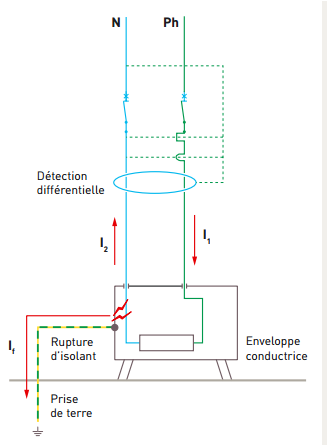 N
Ph
Détection
différentielle
I2
I1
If
Rupture
d'isolant
Enveloppe
conductrice
Prise
de terre